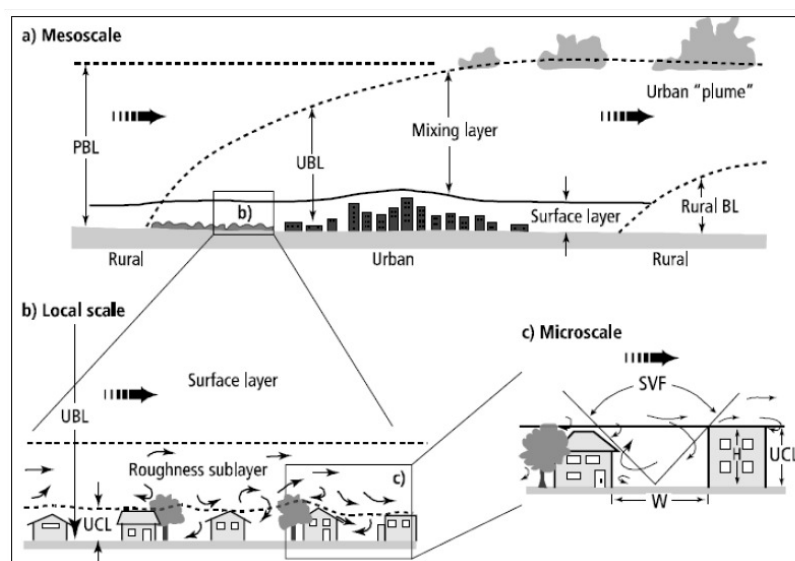 a) Mesoscale
Urban "plume"
PBL
Mixing layer
UBL
b)
Surface layer
Rural BL
Rural
Urban
Rural
b) Local scale
UBL
Surface layer
Roughness sublayer
c)
UCL
c) Microscale
SVF
H
UCL
W